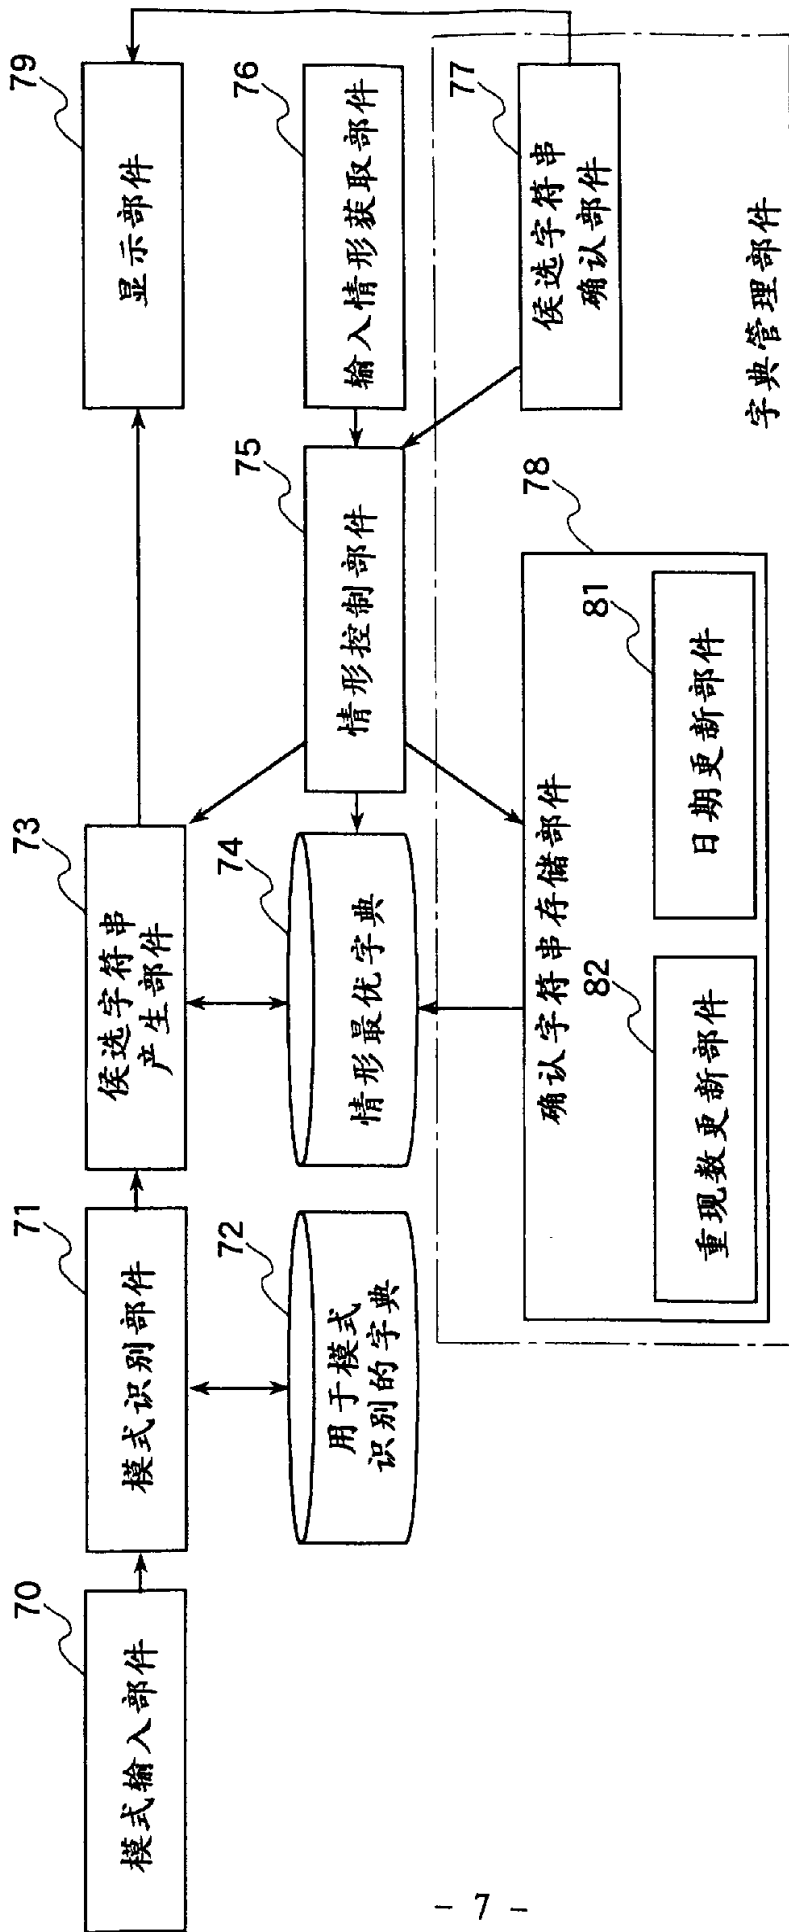 70
模式输入部件
71
模式识别部件
73
侯选字符串
产生部件
79
显示部件
72
用于模式
识别的字典
74
情形最优字典
75
情形控制部件
76
输入情形获取部件
77
侯选字符串
确认部件
78
确认字符串存储部件
82
重现数更新部件
81
日期更新部件
字典管理部件
- 7 -